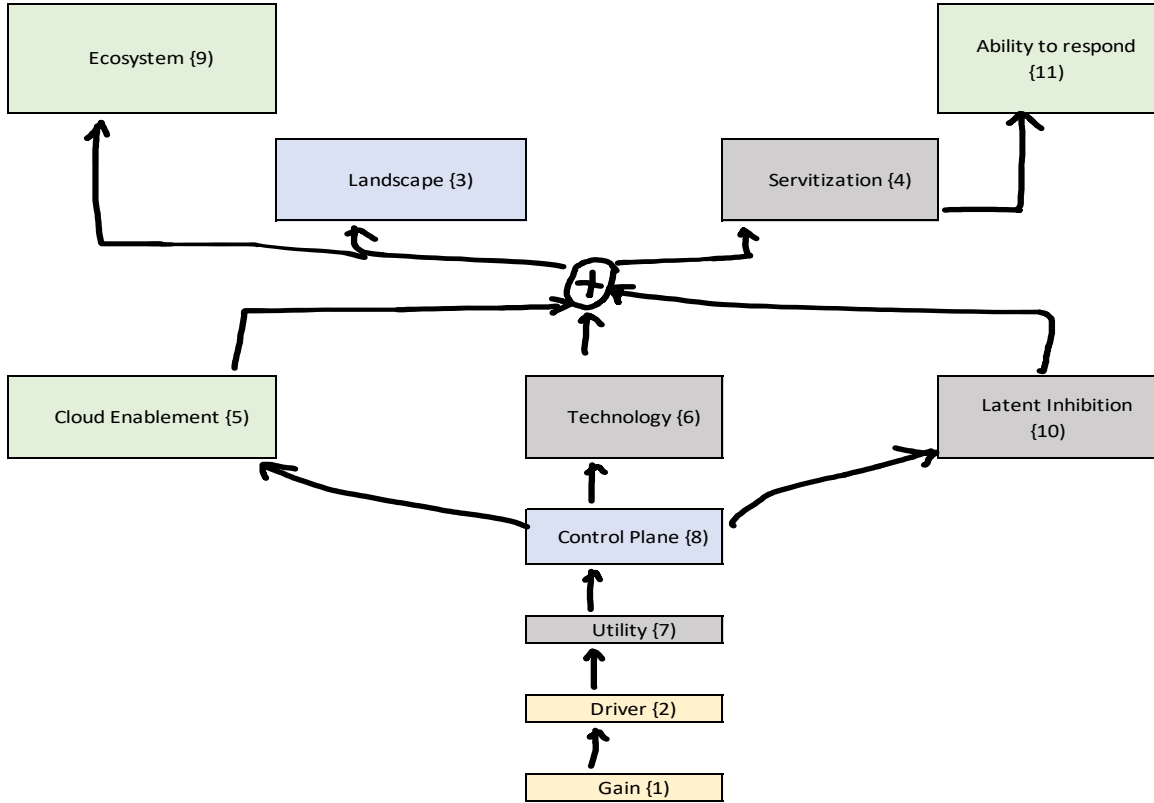 Ecosystem {9)
Ability to respond
{11)
Landscape {3)
Servitization {4)
+
Cloud Enablement {5)
Technology {6)
Latent Inhibition
{10)
Control Plane {8)
Utility {7)
Driver {2)
Gain {1)